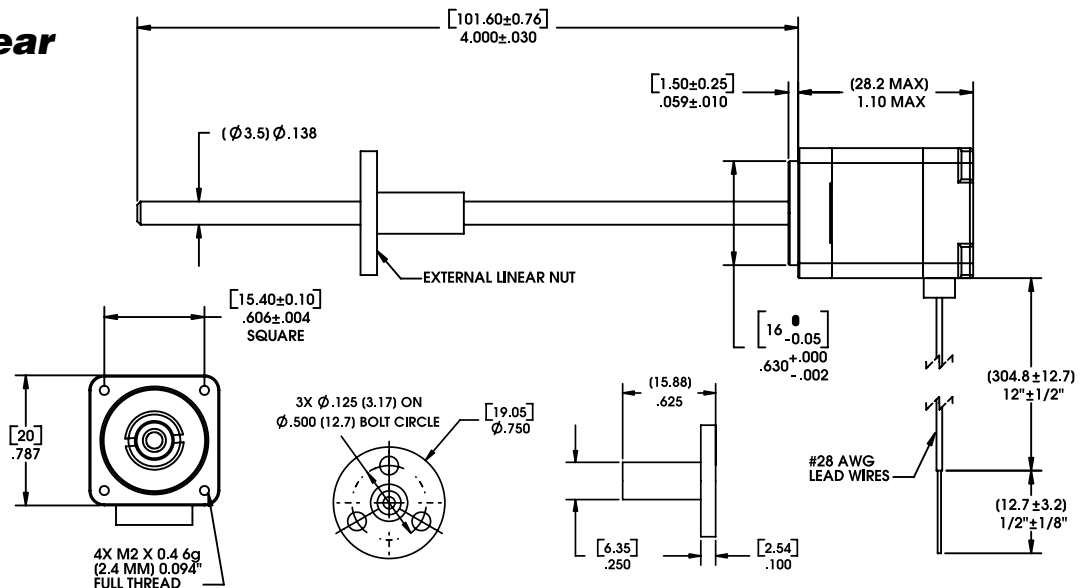 ear
[101.60±0.76]
4.000±.030
[1.50±0.25]
.059±.010
(28.2 MAX)
1.10 MAX
(Ø3.5) Ø.138
EXTERNAL LINEAR NUT
[15.40±0.10]
.606±.004
SQUARE
[16 0 -0.05]
.630 +.000 -.002
(304.8±12.7)
12"±1/2"
[20]
.787
3X Ø.125 (3.17) ON
Ø.500 (12.7) BOLT CIRCLE
[19.05]
Ø.750
(15.88)
.625
#28 AWG
LEAD WIRES
(12.7±3.2)
1/2"±1/8"
4X M2 X 0.4 6g
(2.4 MM) 0.094"
FULL THREAD
[6.35]
.250
[2.54]
.100